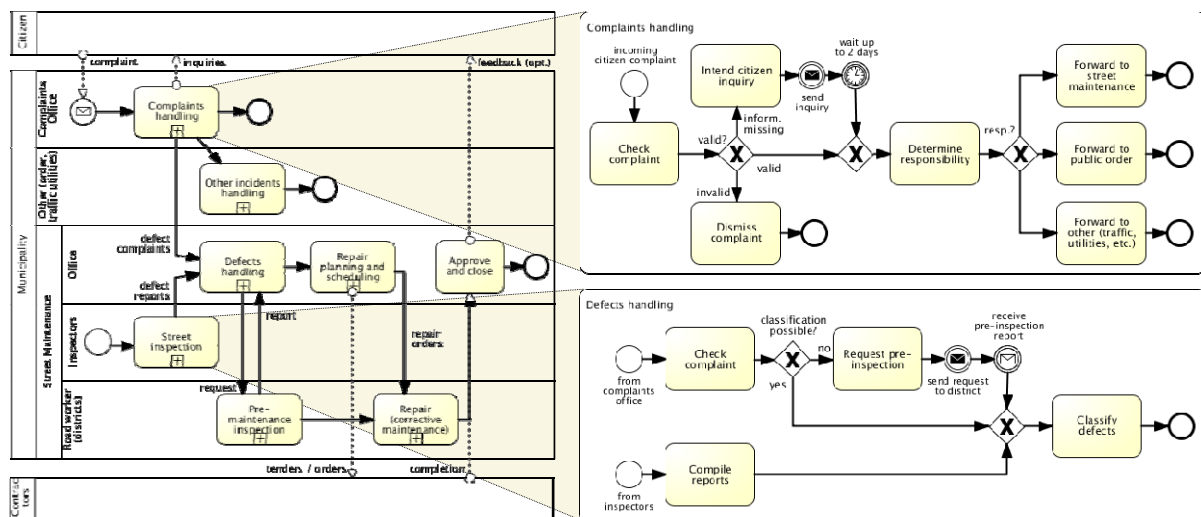 Citizen
complaint
inquiries
feedback (opt.)
Municipality
Complaints
Office
Complaints
handling
Other (order,
traffic utilities)
Other incidents
handling
Street Maintenance
Office
defect
complaints
defect
reports
Defects
handling
Repair
planning and
scheduling
Approve
and close
Inspectors
Street
inspection
report
repair
orders
request
Road worker
(districts)
Pre-
maintenance
inspection
Repair
(corrective
maintenance)
tenders / orders
completion
Contrac
tors
Complaints handling
incoming
citizen complaint
Check
complaint
valid?
Intend citizen
inquiry
send
inquiry
wait up
to 2 days
inform.
missing
valid
invalid
Dismiss
complaint
Determine
responsibility
resp.?
Forward to
street
maintenance
Forward to
public order
Forward to
other (traffic,
utilities, etc.)
Defects handling
from
complants
office
Check
complaint
classification
possible?
no
yes
Request pre-
inspection
send request
to district
receive
pre-inspection
report
Classify
defects
from
inspectors
Compile
reports